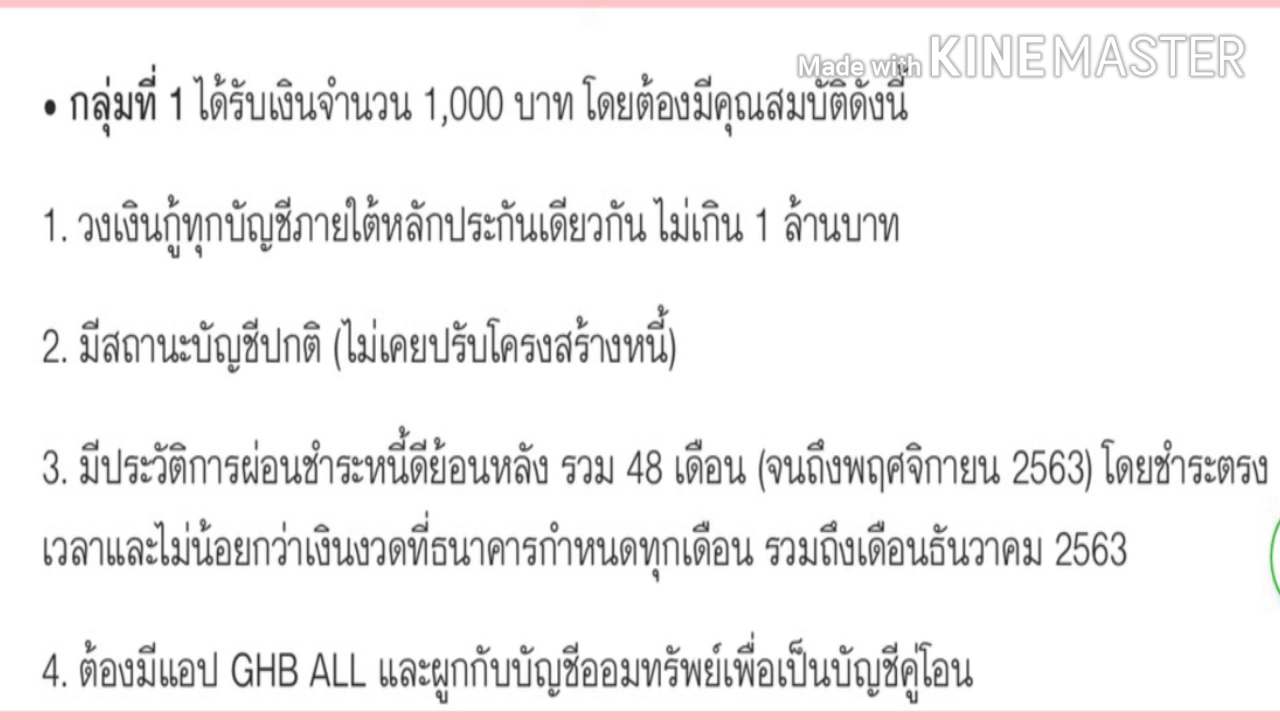 Made with KINEMASTER
• กลุ่มที่ 1 ได้รับเงินจำนวน 1,000 บาท โดยต้องมีคุณสมบัติดังนี้
1. วงเงินกู้ทุกบัญชีภายใต้หลักประกันเดียวกัน ไม่เกิน 1 ล้านบาท
2. มีสถานะบัญชีปกติ (ไม่เคยปรับโครงสร้างหนี้)
3. มีประวัติการผ่อนชำระหนี้ดีย้อนหลัง รวม 48 เดือน (จนถึงพฤศจิกายน 2563) โดยชำระตรง
เวลาและไม่น้อยกว่าเงินงวดที่ธนาคารกำหนดทุกเดือน รวมถึงเดือนธันวาคม 2563
4. ต้องมีแอป GHB ALL และผูกกับบัญชีออมทรัพย์เพื่อเป็นบัญชีคู่โอน